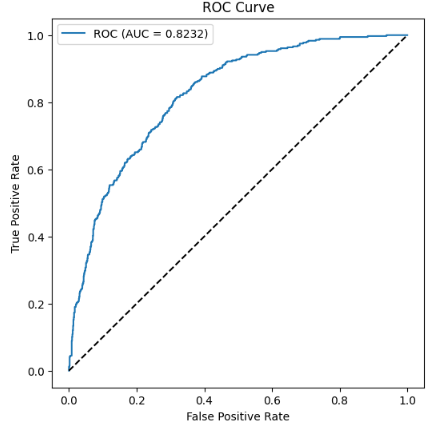 ROC Curve
ROC (AUC = 0.8232)
1.0
0.8
0.6
0.4
0.2
0.0
True Positive Rate
0.0 0.2 0.4 0.6 0.8 1.0
False Positive Rate